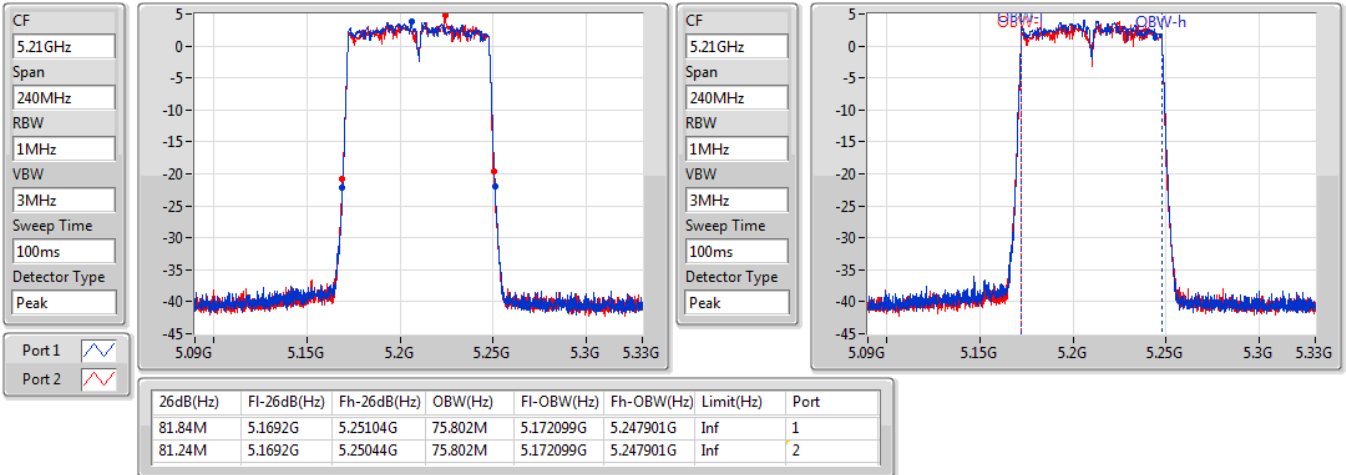 CF
5.21GHz
Span
240MHz
RBW
1MHz
VBW
3MHz
Sweep Time
100ms
Detector Type
Peak
Port 1
Port 2
5
0
-5
-10
-15
-20
-25
-30
-35
-40
-45
5.09G 5.15G 5.2G 5.25G 5.3G 5.33G
CF
5.21GHz
Span
240MHz
RBW
1MHz
VBW
3MHz
Sweep Time
100ms
Detector Type
Peak
OBW-l OBW-h
5
0
-5
-10
-15
-20
-25
-30
-35
-40
-45
5.09G 5.15G 5.2G 5.25G 5.3G 5.33G
26dB(Hz) Fl-26dB(Hz) Fh-26dB(Hz) OBW(Hz) Fl-OBW(Hz) Fh-OBW(Hz) Limit(Hz) Port
81.84M 5.1692G 5.25104G 75.802M 5.172099G 5.247901G Inf 1
81.24M 5.1692G 5.25044G 75.802M 5.172099G 5.247901G Inf 2